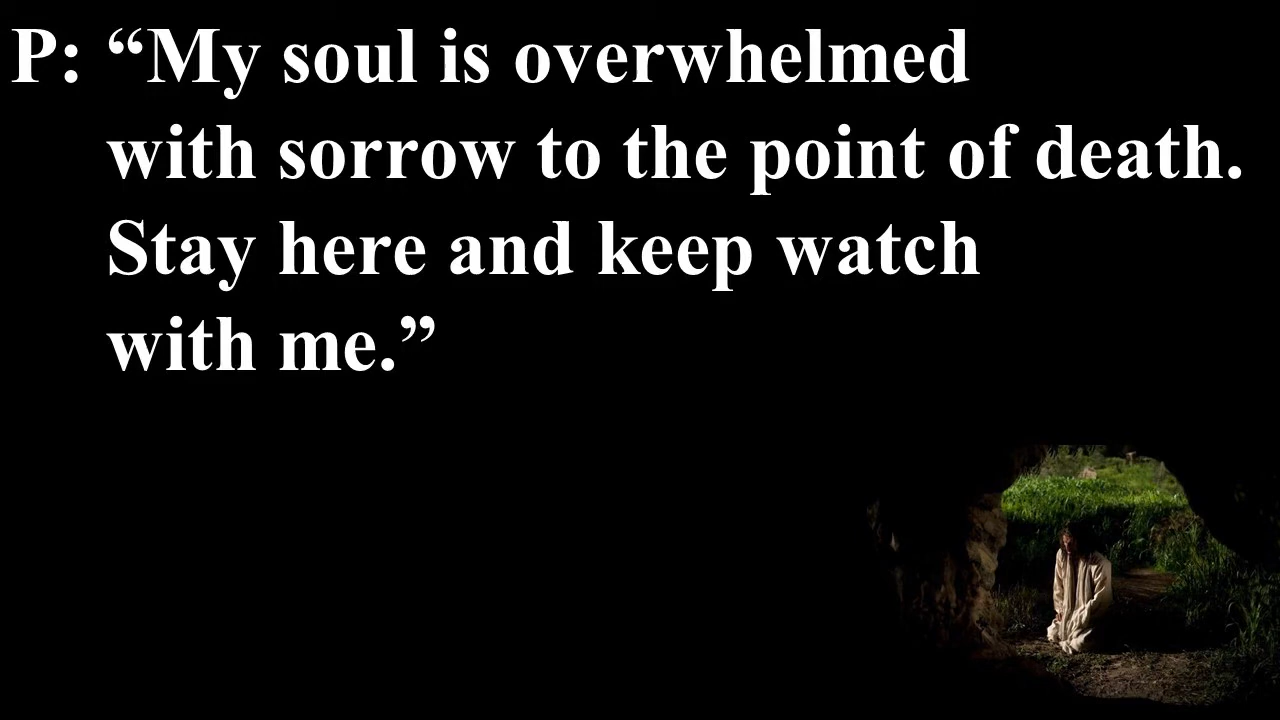 P: “My soul is overwhelmed
with sorrow to the point of death.
Stay here and keep watch
with me.”